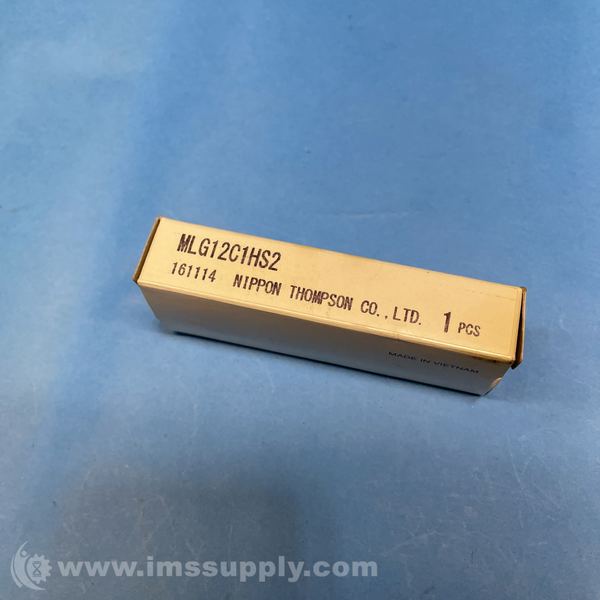 MLG12C1HS2
161114 NIPPON THOMPSON CO.,LTD. 1 PCS
MADE IN VIETNAM
www.imssupply.com